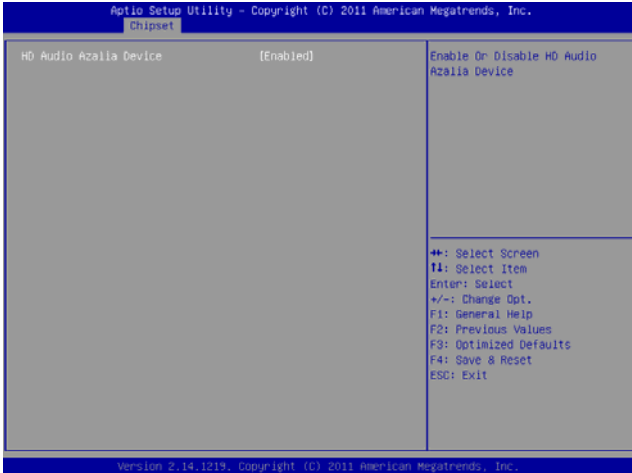 Aptio Setup Utility – Copyright (C) 2011 American Megatrends, Inc.
Chipset
HD Audio Azalia Device [Enabled]
Enable Or Disable HD Audio
Azalia Device
↔: Select Screen
↑↓: Select Item
Enter: Select
+/-: Change Opt.
F1: General Help
F2: Previous Values
F3: Optimized Defaults
F4: Save & Reset
ESC: Exit
Version 2.14.1219. Copyright (C) 2011 American Megatrends, Inc.